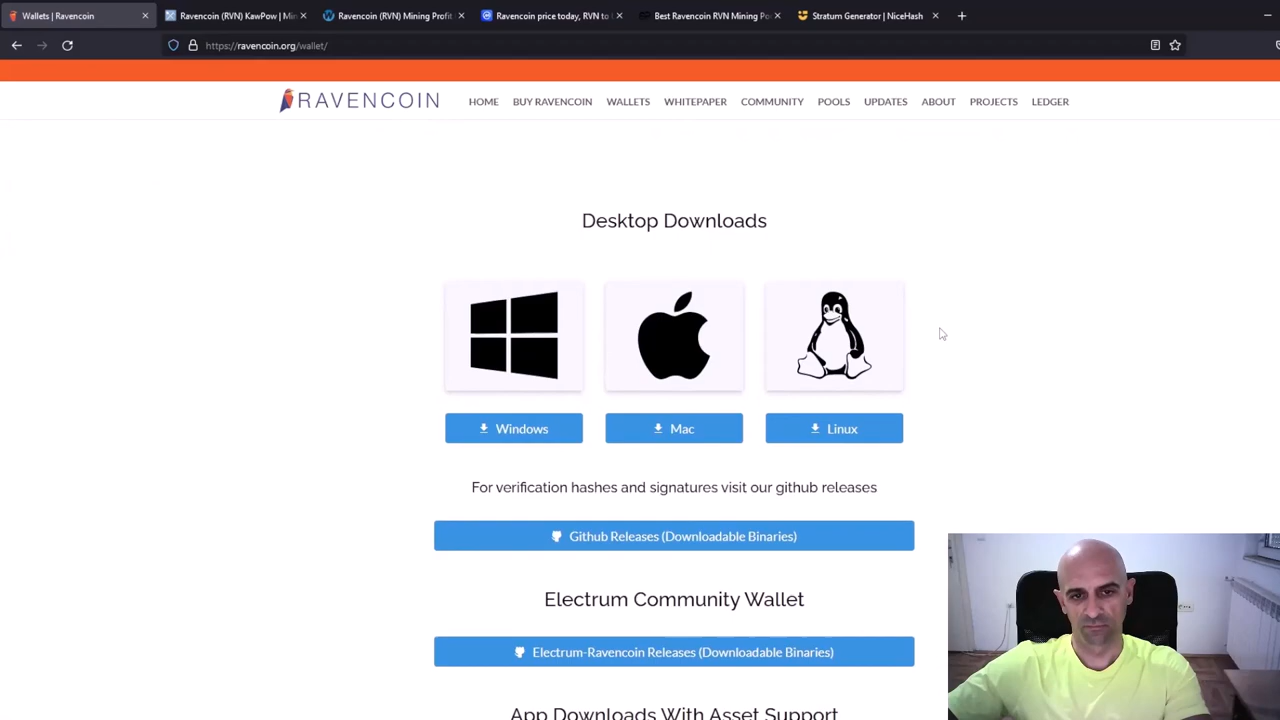 Wallets | Ravencoin
Ravencoin (RVN) KawPow | Min
Ravencoin (RVN) Mining Profit
Ravencoin price today, RVN to
Best Ravencoin RVN Mining Po
Stratum Generator | NiceHash
https://ravencoin.org/wallet/
RAVENCOIN
HOME BUY RAVENCOIN WALLETS WHITEPAPER COMMUNITY POOLS UPDATES ABOUT PROJECTS LEDGER
Desktop Downloads
Windows Mac Linux
For verification hashes and signatures visit our github releases
Github Releases (Downloadable Binaries)
Electrum Community Wallet
Electrum-Ravencoin Releases (Downloadable Binaries)
App Downloads With Asset Support